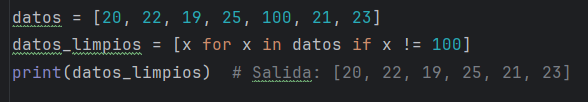 datos = [20, 22, 19, 25, 100, 21, 23]
datos_limpios = [x for x in datos if x != 100]
print(datos_limpios)  # Salida: [20, 22, 19, 25, 21, 23]